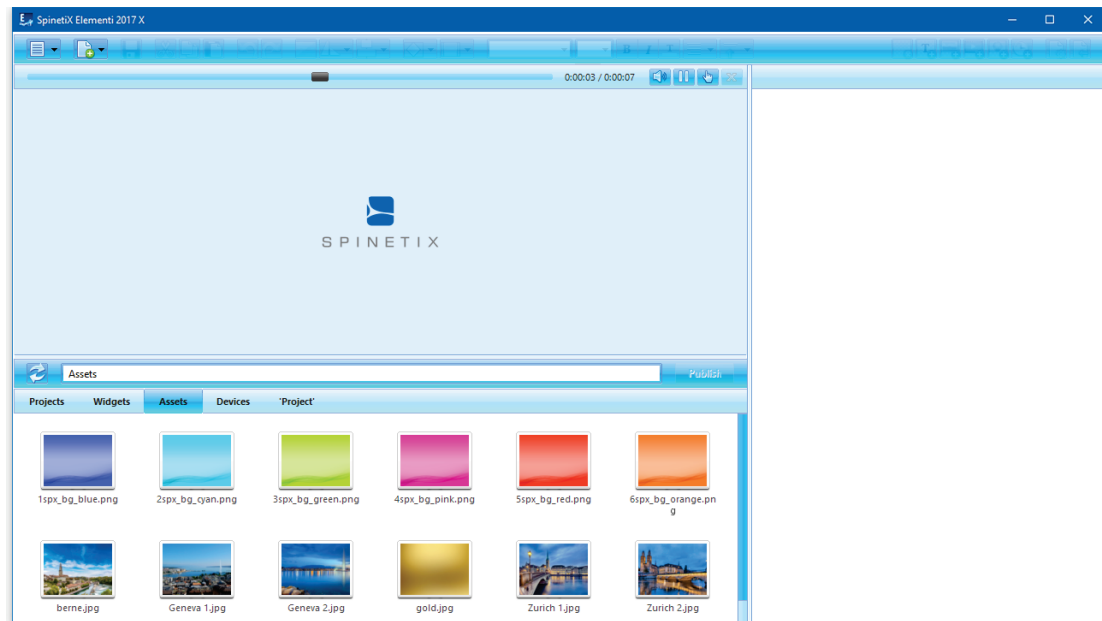 SpinetiX Elementi 2017 X
B I T
0:00:03 / 0:00:07
SPINETIX
Assets
Publish
Projects Widgets Assets Devices 'Project'
1spx_bg_blue.png 2spx_bg_cyan.png 3spx_bg_green.png 4spx_bg_pink.png 5spx_bg_red.png 6spx_bg_orange.pn
g
berne.jpg Geneva 1.jpg Geneva 2.jpg gold.jpg Zurich 1.jpg Zurich 2.jpg